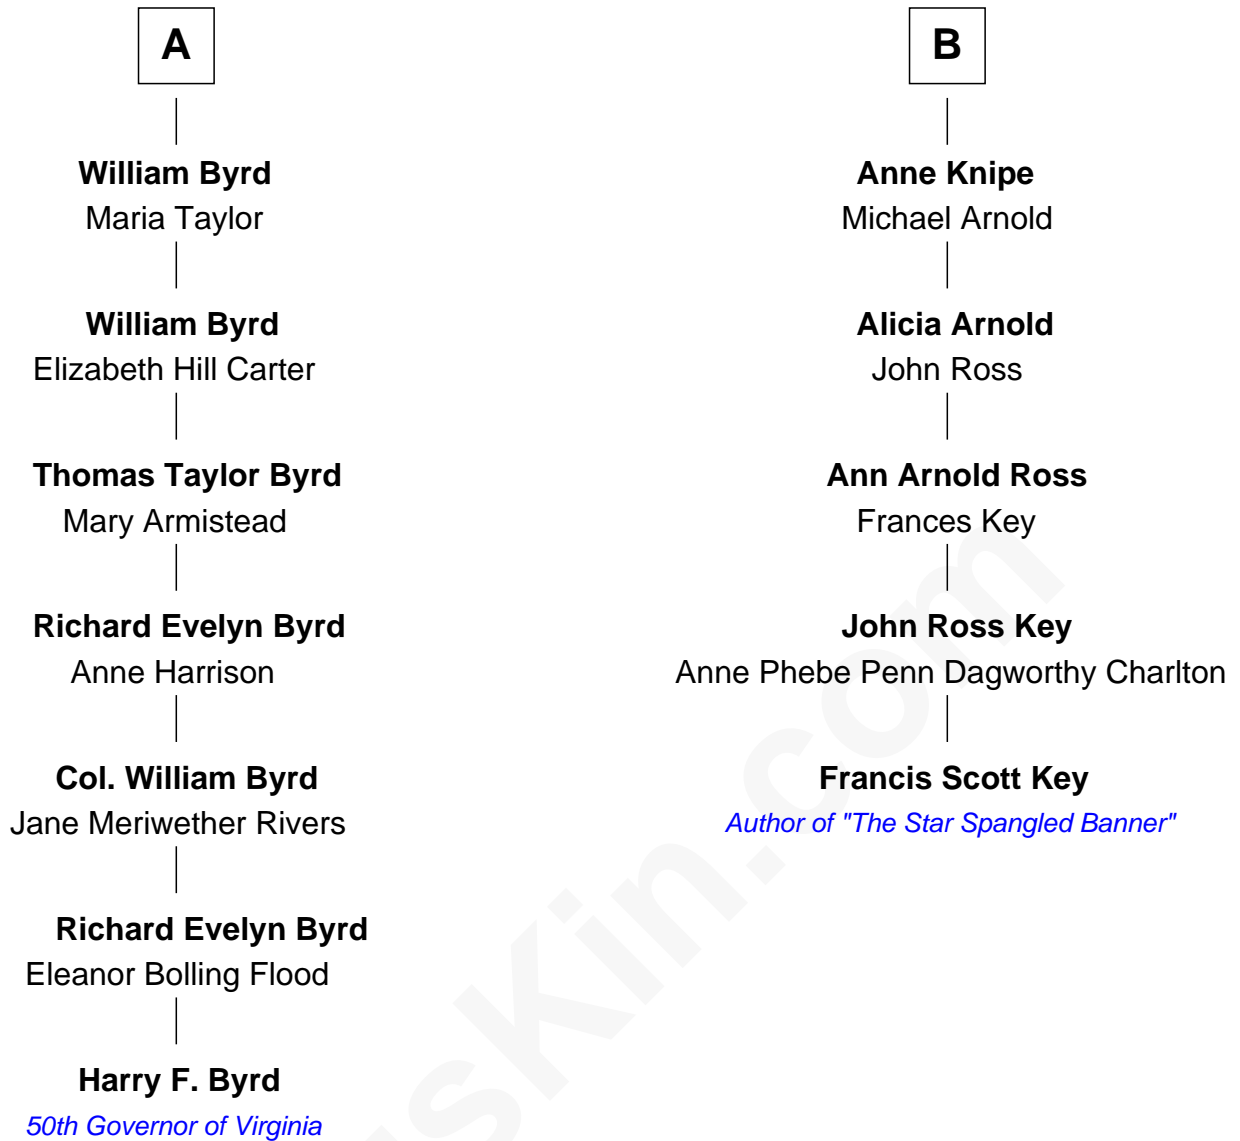 A
William Byrd
Maria Taylor
William Byrd
Elizabeth Hill Carter
Thomas Taylor Byrd
Mary Armistead
Richard Evelyn Byrd
Anne Harrison
Col. William Byrd
Jane Meriwether Rivers
Richard Evelyn Byrd
Eleanor Bolling Flood
Harry F. Byrd
50th Governor of Virginia
B
Anne Knipe
Michael Arnold
Alicia Arnold
John Ross
Ann Arnold Ross
Frances Key
John Ross Key
Anne Phebe Penn Dagworthy Charlton
Francis Scott Key
Author of "The Star Spangled Banner"
sKin.com